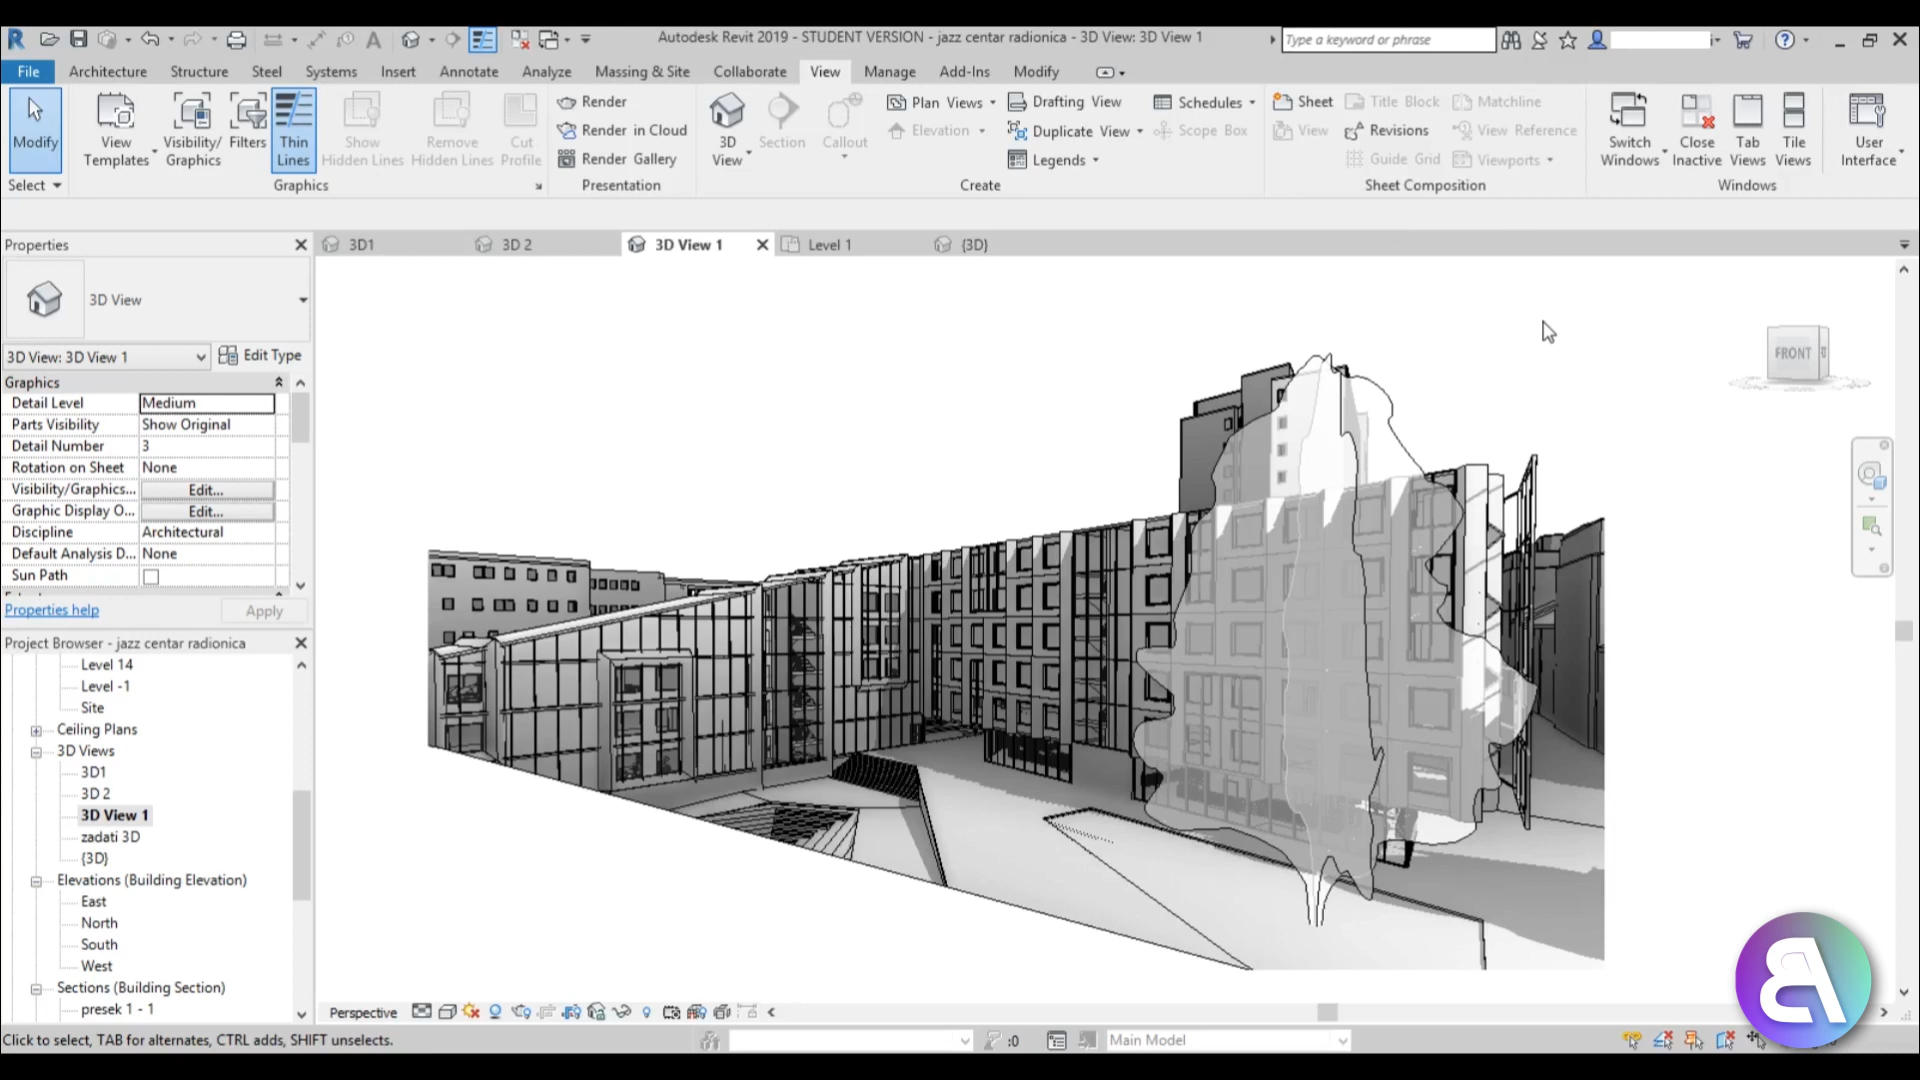 Autodesk Revit 2019 - STUDENT VERSION - jazz centar radionica - 3D View: 3D View 1
Type a keyword or phrase
File Architecture Structure Steel Systems Insert Annotate Analyze Massing & Site Collaborate View Manage Add-Ins Modify
Modify
Select
View Templates
Visibility/ Graphics
Filters
Thin Lines
Show Hidden Lines
Remove Hidden Lines
Cut Profile
Graphics
Render
Render in Cloud
Render Gallery
Presentation
3D View
Section
Callout
Plan Views
Elevation
Drafting View
Duplicate View
Legends
Schedules
Scope Box
Create
Sheet
View
Title Block
Revisions
Guide Grid
Matchline
View Reference
Viewports
Sheet Composition
Switch Windows
Close Inactive
Tab Views
Tile Views
Windows
User Interface
Properties
3D1
3D 2
3D View 1
Level 1
{3D}
3D View
3D View: 3D View 1
Edit Type
Graphics
Detail Level Medium
Parts Visibility Show Original
Detail Number 3
Rotation on Sheet None
Visibility/Graphics... Edit...
Graphic Display O... Edit...
Discipline Architectural
Default Analysis D... None
Sun Path
Properties help
Apply
FRONT
Project Browser - jazz centar radionica
Level 14
Level -1
Site
Ceiling Plans
3D Views
3D1
3D 2
3D View 1
zadati 3D
{3D}
Elevations (Building Elevation)
East
North
South
West
Sections (Building Section)
presek 1 - 1
Perspective
Click to select, TAB for alternates, CTRL adds, SHIFT unselects.
:0
Main Model